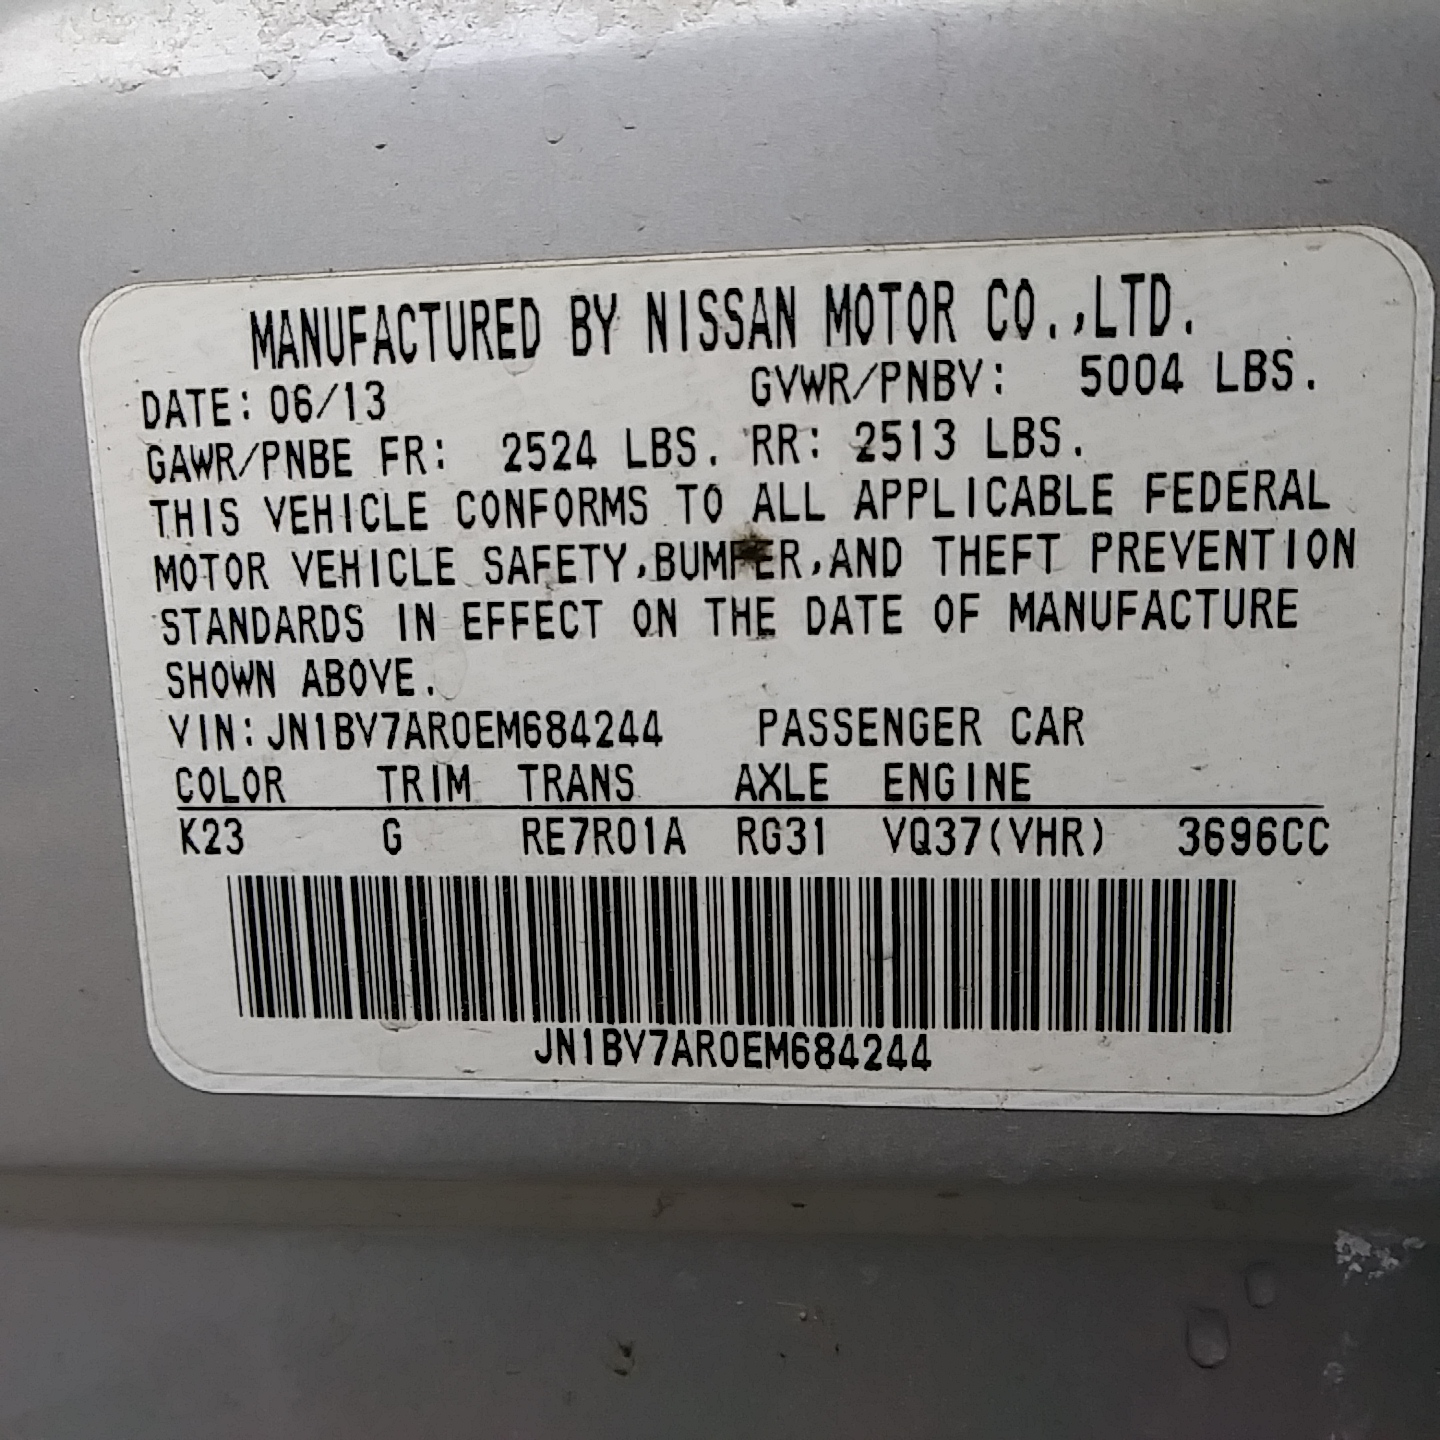 MANUFACTURED BY NISSAN MOTOR CO.,LTD.
DATE: 06/13 GVWR/PNBV: 5004 LBS.
GAWR/PNBE FR: 2524 LBS. RR: 2513 LBS.
THIS VEHICLE CONFORMS TO ALL APPLICABLE FEDERAL
MOTOR VEHICLE SAFETY,BUMPER,AND THEFT PREVENTION
STANDARDS IN EFFECT ON THE DATE OF MANUFACTURE
SHOWN ABOVE.
VIN:JN1BV7AR0EM684244 PASSENGER CAR
COLOR TRIM TRANS AXLE ENGINE
K23 G RE7R01A RG31 VQ37(VHR) 3696CC
JN1BV7AR0EM684244